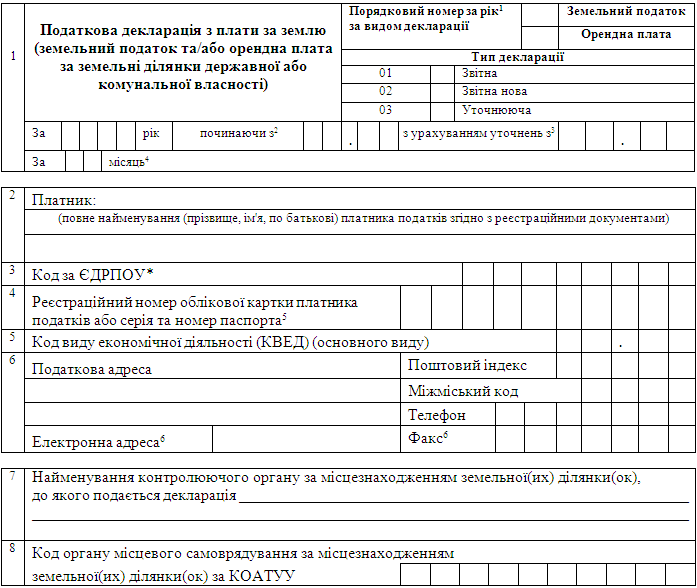 1
Податкова декларація з плати за землю
(земельний податок та/або орендна плата
за земельні ділянки державної або
комунальної власності)
Порядковий номер за рік¹
за видом декларації
Земельний податок
Орендна плата
Тип декларації
01 Звітна
02 Звітна нова
03 Уточнююча
За рік починаючи з² . з урахуванням уточнень з³ .
За місяць⁴
2 Платник:
(повне найменування (прізвище, ім'я, по батькові) платника податків згідно з реєстраційними документами)
3 Код за ЄДРПОУ*
4 Реєстраційний номер облікової картки платника
податків або серія та номер паспорта⁵
5 Код виду економічної діяльності (КВЕД) (основного виду) .
6 Податкова адреса Поштовий індекс
Міжміський код
Телефон
Електронна адреса⁶ Факс⁶
7 Найменування контролюючого органу за місцезнаходженням земельної(их) ділянки(ок),
до якого подається декларація
8 Код органу місцевого самоврядування за місцезнаходженням
земельної(их) ділянки(ок) за КОАТУУ